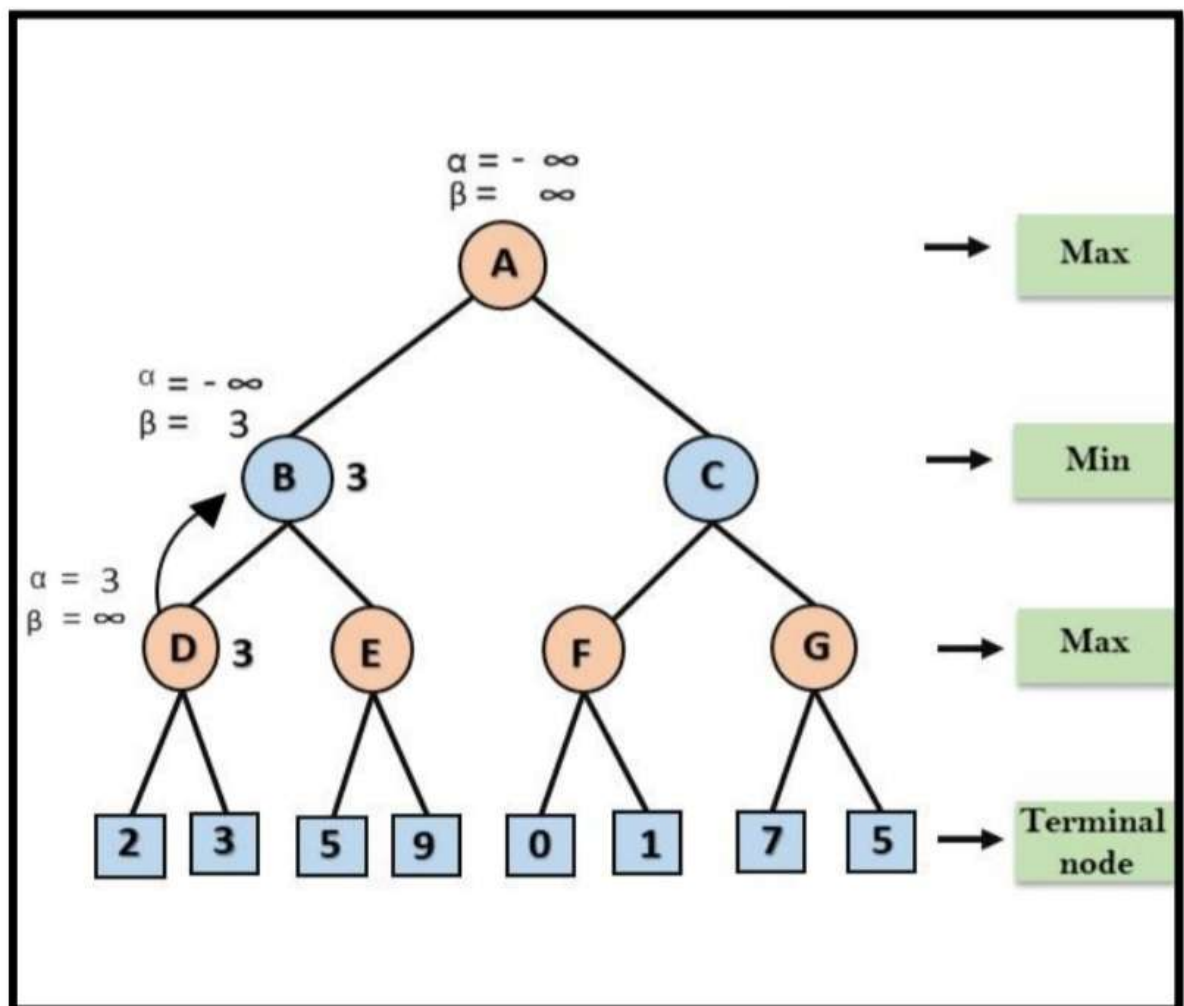 α = - ∞
β = ∞
A
Max
α = - ∞
β = 3
B 3
C
Min
α = 3
β = ∞
D 3
E
F
G
Max
2 3 5 9 0 1 7 5
Terminal
node